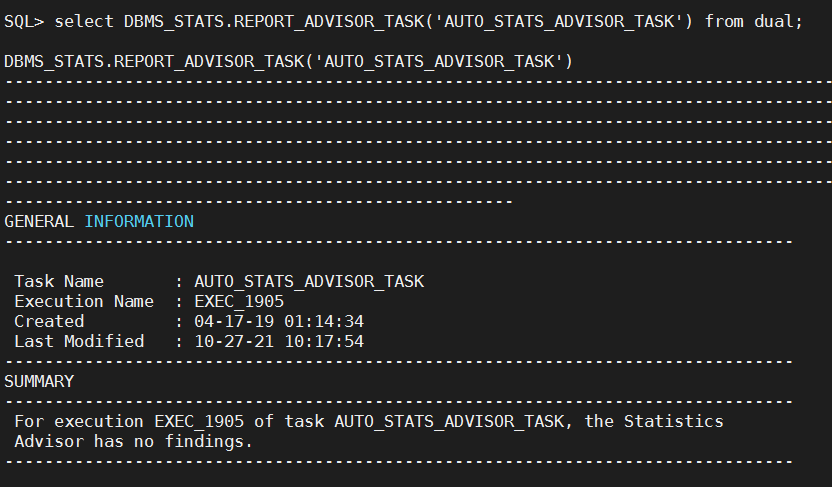 SQL> select DBMS_STATS.REPORT_ADVISOR_TASK('AUTO_STATS_ADVISOR_TASK') from dual;
DBMS_STATS.REPORT_ADVISOR_TASK('AUTO_STATS_ADVISOR_TASK')
-----------------------------------------------------------------------------------
-----------------------------------------------------------------------------------
-----------------------------------------------------------------------------------
-----------------------------------------------------------------------------------
-----------------------------------------------------------------------------------
-----------------------------------------------------------------------------------
---------------------------------------------------
GENERAL INFORMATION
-------------------------------------------------------------------------------
Task Name       : AUTO_STATS_ADVISOR_TASK
Execution Name  : EXEC_1905
Created         : 04-17-19 01:14:34
Last Modified   : 10-27-21 10:17:54
-------------------------------------------------------------------------------
SUMMARY
-------------------------------------------------------------------------------
For execution EXEC_1905 of task AUTO_STATS_ADVISOR_TASK, the Statistics
Advisor has no findings.
-------------------------------------------------------------------------------